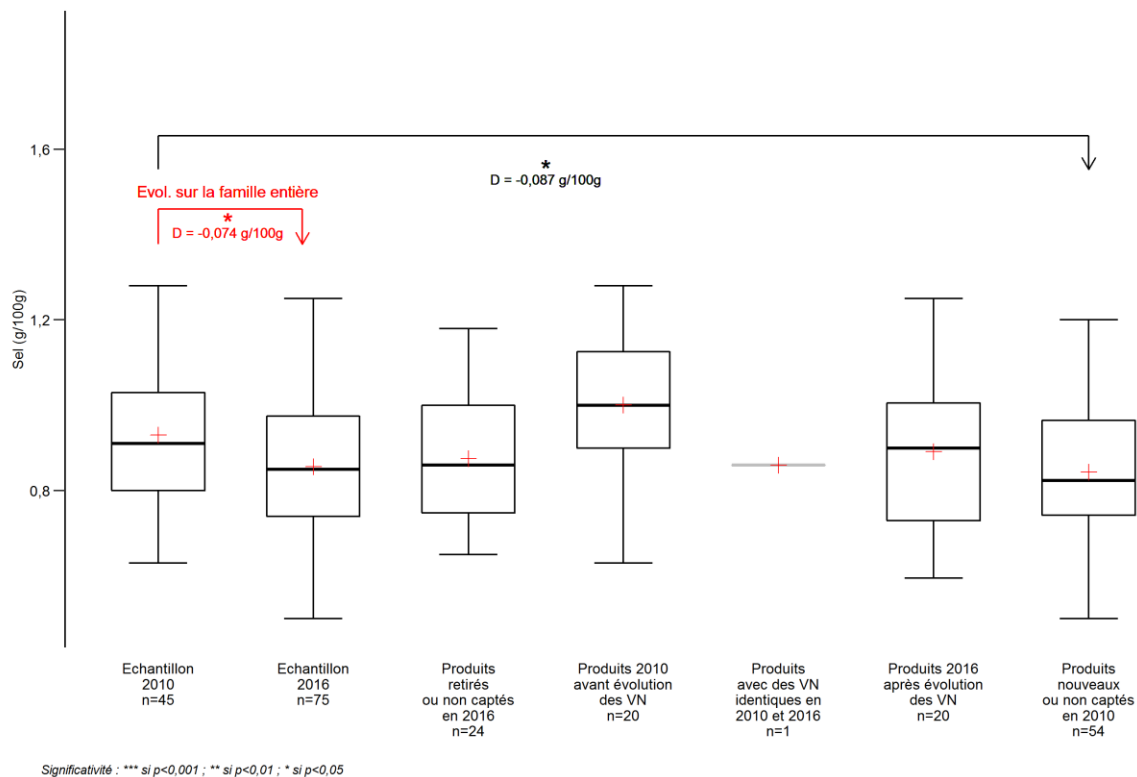 1,6
*
D = -0,087 g/100g
Evol. sur la famille entière
*
D = -0,074 g/100g
1,2
Sel (g/100g)
0,8
Echantillon
2010
n=45
Echantillon
2016
n=75
Produits
retirés
ou non captés
en 2016
n=24
Produits 2010
avant évolution
des VN
n=20
Produits
avec des VN
identiques en
2010 et 2016
n=1
Produits 2016
après évolution
des VN
n=20
Produits
nouveaux
ou non captés
en 2010
n=54
Significativité : *** si p<0,001 ; ** si p<0,01 ; * si p<0,05